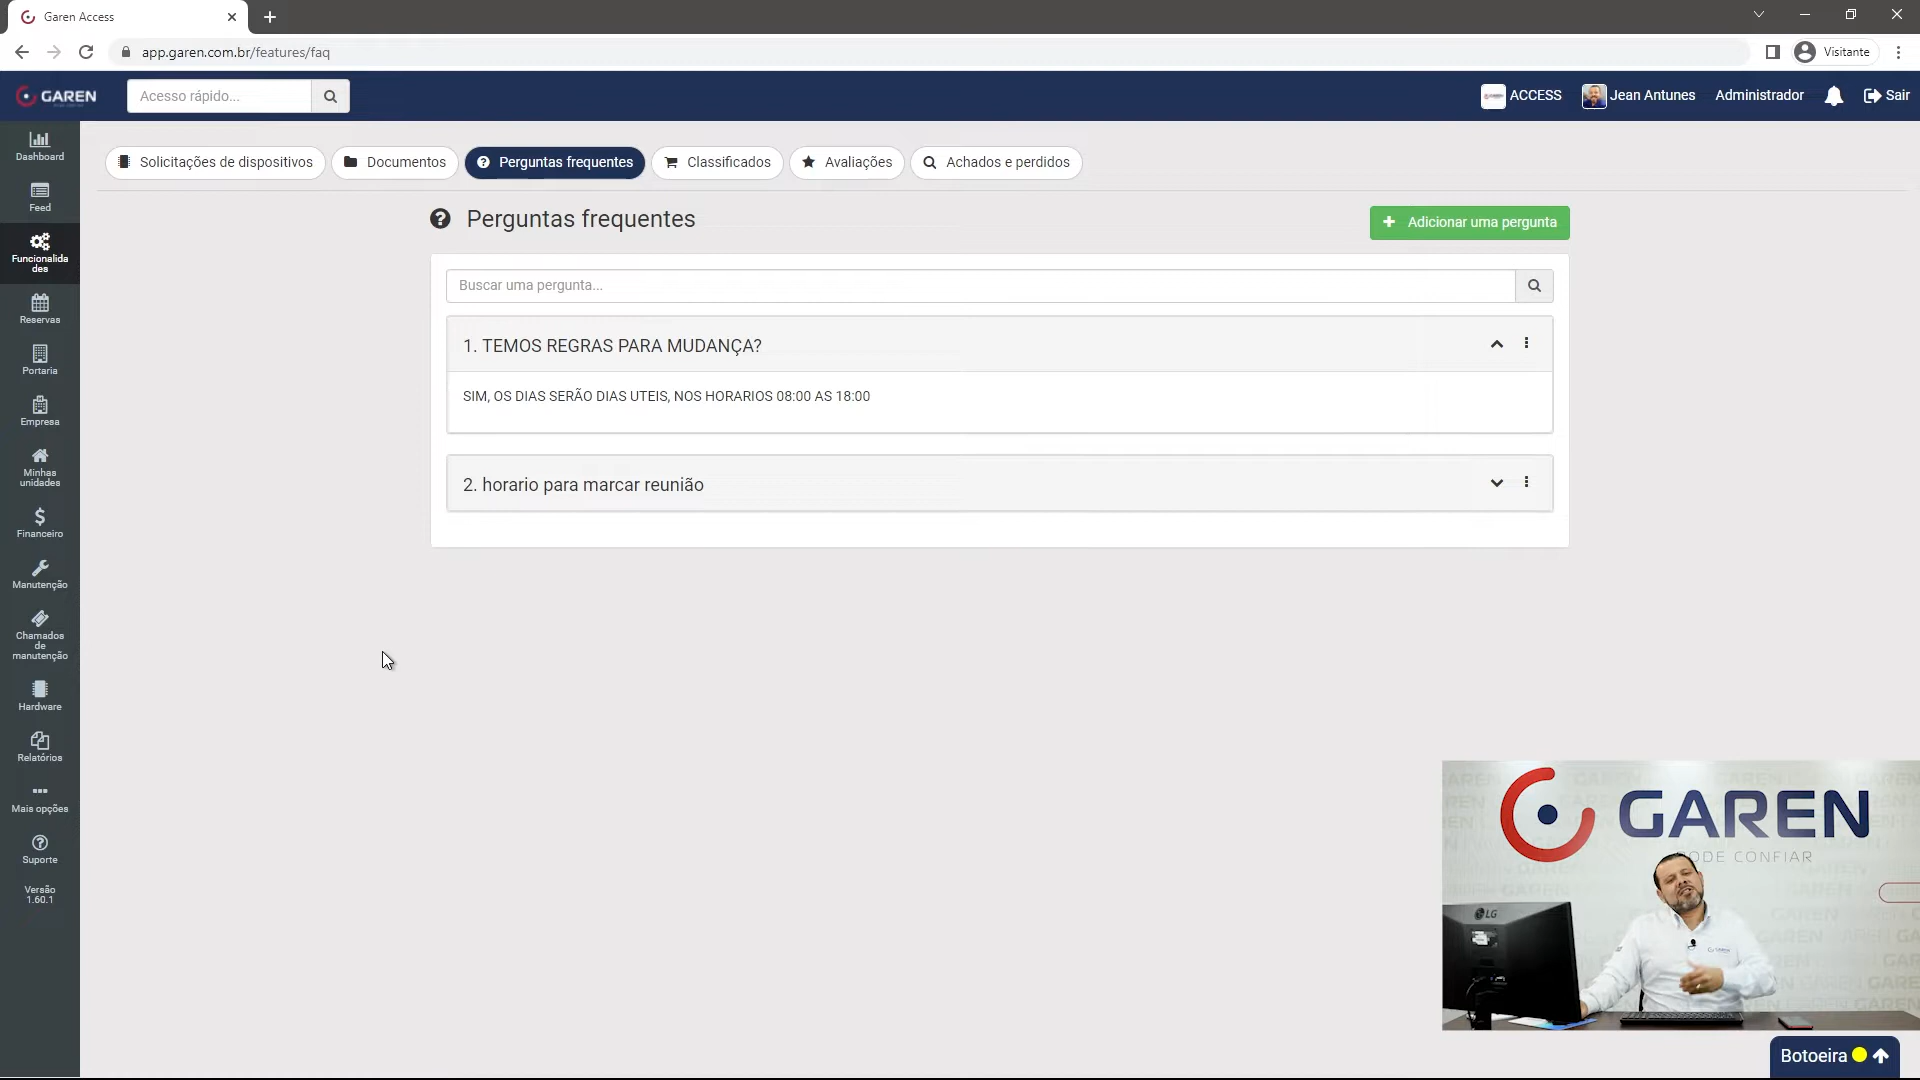 Garen Access
app.garen.com.br/features/faq
Visitante
GAREN
Acesso rápido...
ACCESS
Jean Antunes
Administrador
Sair
Dashboard
Feed
Funcionalida
des
Reservas
Portaria
Empresa
Minhas
unidades
Financeiro
Manutenção
Chamados
de
manutenção
Hardware
Relatórios
Mais opções
Suporte
Versão
1.60.1
Solicitações de dispositivos
Documentos
Perguntas frequentes
Classificados
Avaliações
Achados e perdidos
Perguntas frequentes
Adicionar uma pergunta
Buscar uma pergunta...
1. TEMOS REGRAS PARA MUDANÇA?
SIM, OS DIAS SERÃO DIAS UTEIS, NOS HORARIOS 08:00 AS 18:00
2. horario para marcar reunião
GAREN
ODE CONFIAR
LG
Botoeira